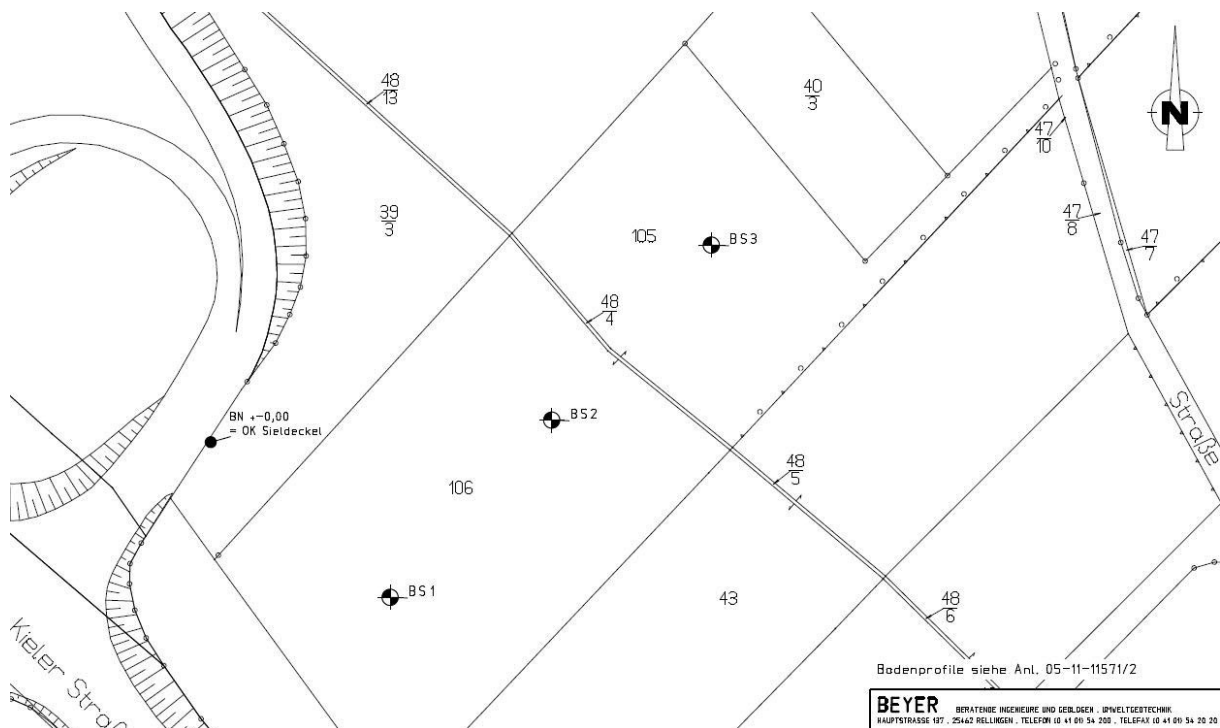 48
13
40
3
N
47
10
39
3
105
BS3
47
8
47
7
48
4
BN +-0,00
= OK Sieldeckel
BS2
106
48
5
Straße
BS1
43
48
6
Kieler Straße
Bodenprofile siehe Anl. 05-11-11571/2
BEYER BERATENDE INGENIEURE UND GEOLOGEN . UMWELTGEOTECHNIK
HAUPTSTRASSE 137 . 25462 RELLINGEN . TELEFON (0 41 01) 54 200 . TELEFAX (0 41 01) 54 20 20